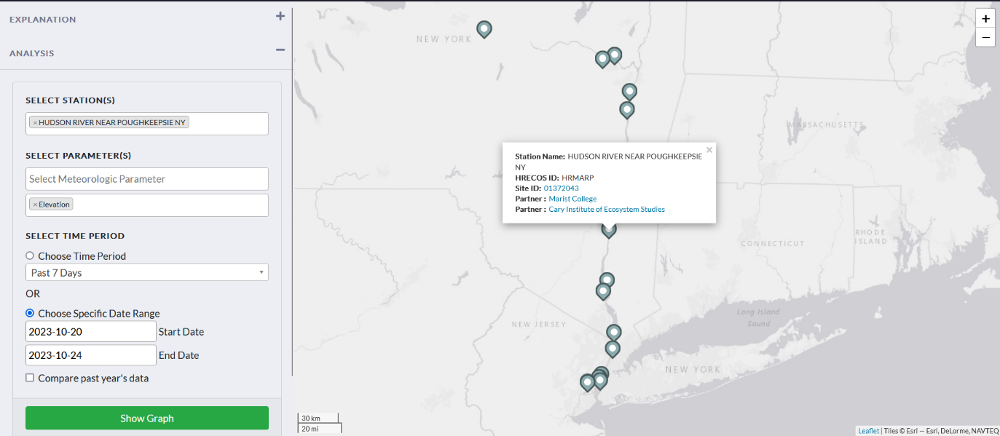 EXPLANATION +
ANALYSIS −
SELECT STATION(S)
× HUDSON RIVER NEAR POUGHKEEPSIE NY
SELECT PARAMETER(S)
Select Meteorologic Parameter
× Elevation
SELECT TIME PERIOD
Choose Time Period
Past 7 Days
OR
Choose Specific Date Range
2023-10-20 Start Date
2023-10-24 End Date
Compare past year's data
Show Graph
+
−
NEW YORK
MASSACHUSETTS
×
Station Name: HUDSON RIVER NEAR POUGHKEEPSIE
NY
HRECOS ID: HRMARP
Site ID: 01372043
Partner : Marist College
Partner : Cary Institute of Ecosystem Studies
RHODE
ISLAND
CONNECTICUT
NEW JERSEY
Long Island
Sound
NEW YORK
30 km
20 mi
Leaflet | Tiles © Esri — Esri, DeLorme, NAVTEQ